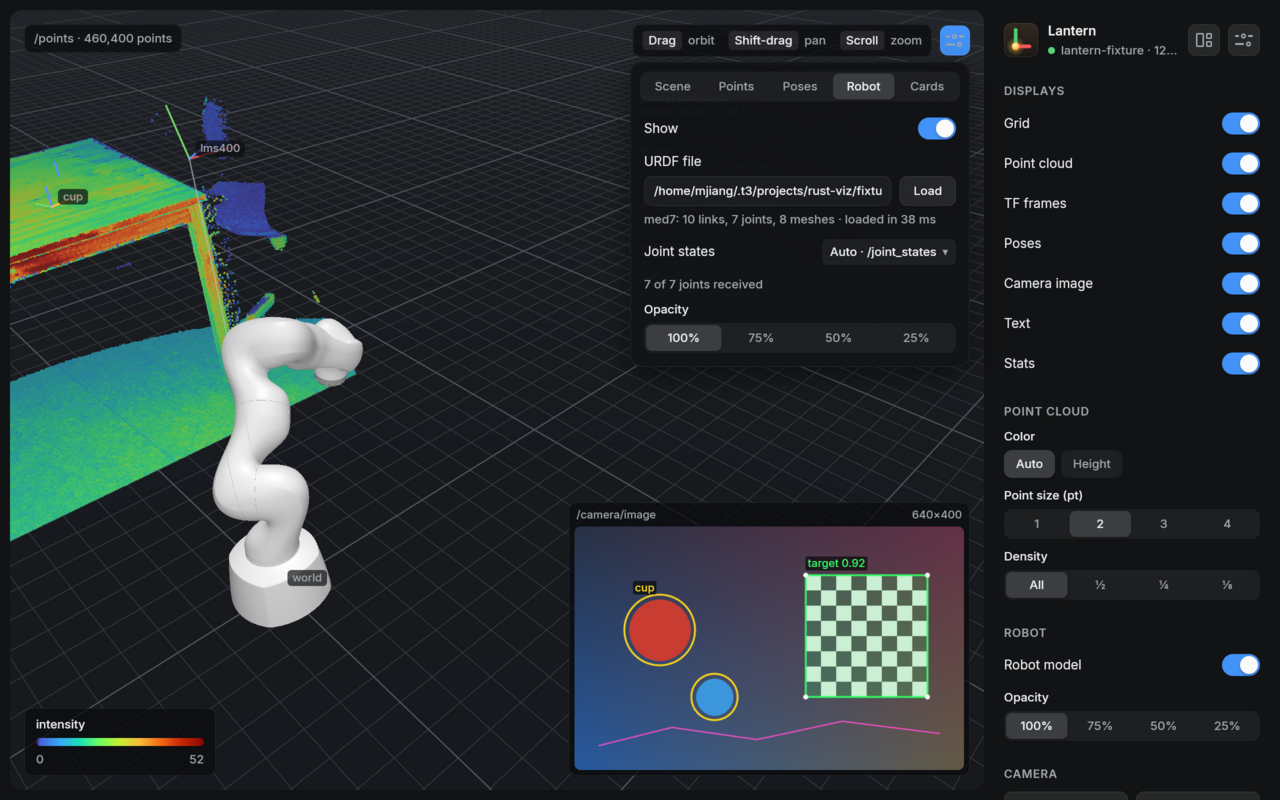 /points · 460,400 points
Drag orbit Shift-drag pan Scroll zoom
Scene Points Poses Robot Cards
Show
URDF file
/home/mjiang/.t3/projects/rust-viz/fixtu Load
med7: 10 links, 7 joints, 8 meshes · loaded in 38 ms
Joint states Auto · /joint_states
7 of 7 joints received
Opacity
100% 75% 50% 25%
lms400
cup
world
/camera/image 640×400
target 0.92
cup
intensity
0 52
Lantern
lantern-fixture · 12...
DISPLAYS
Grid
Point cloud
TF frames
Poses
Camera image
Text
Stats
POINT CLOUD
Color
Auto Height
Point size (pt)
1 2 3 4
Density
All ½ ¼ ⅛
ROBOT
Robot model
Opacity
100% 75% 50% 25%
CAMERA